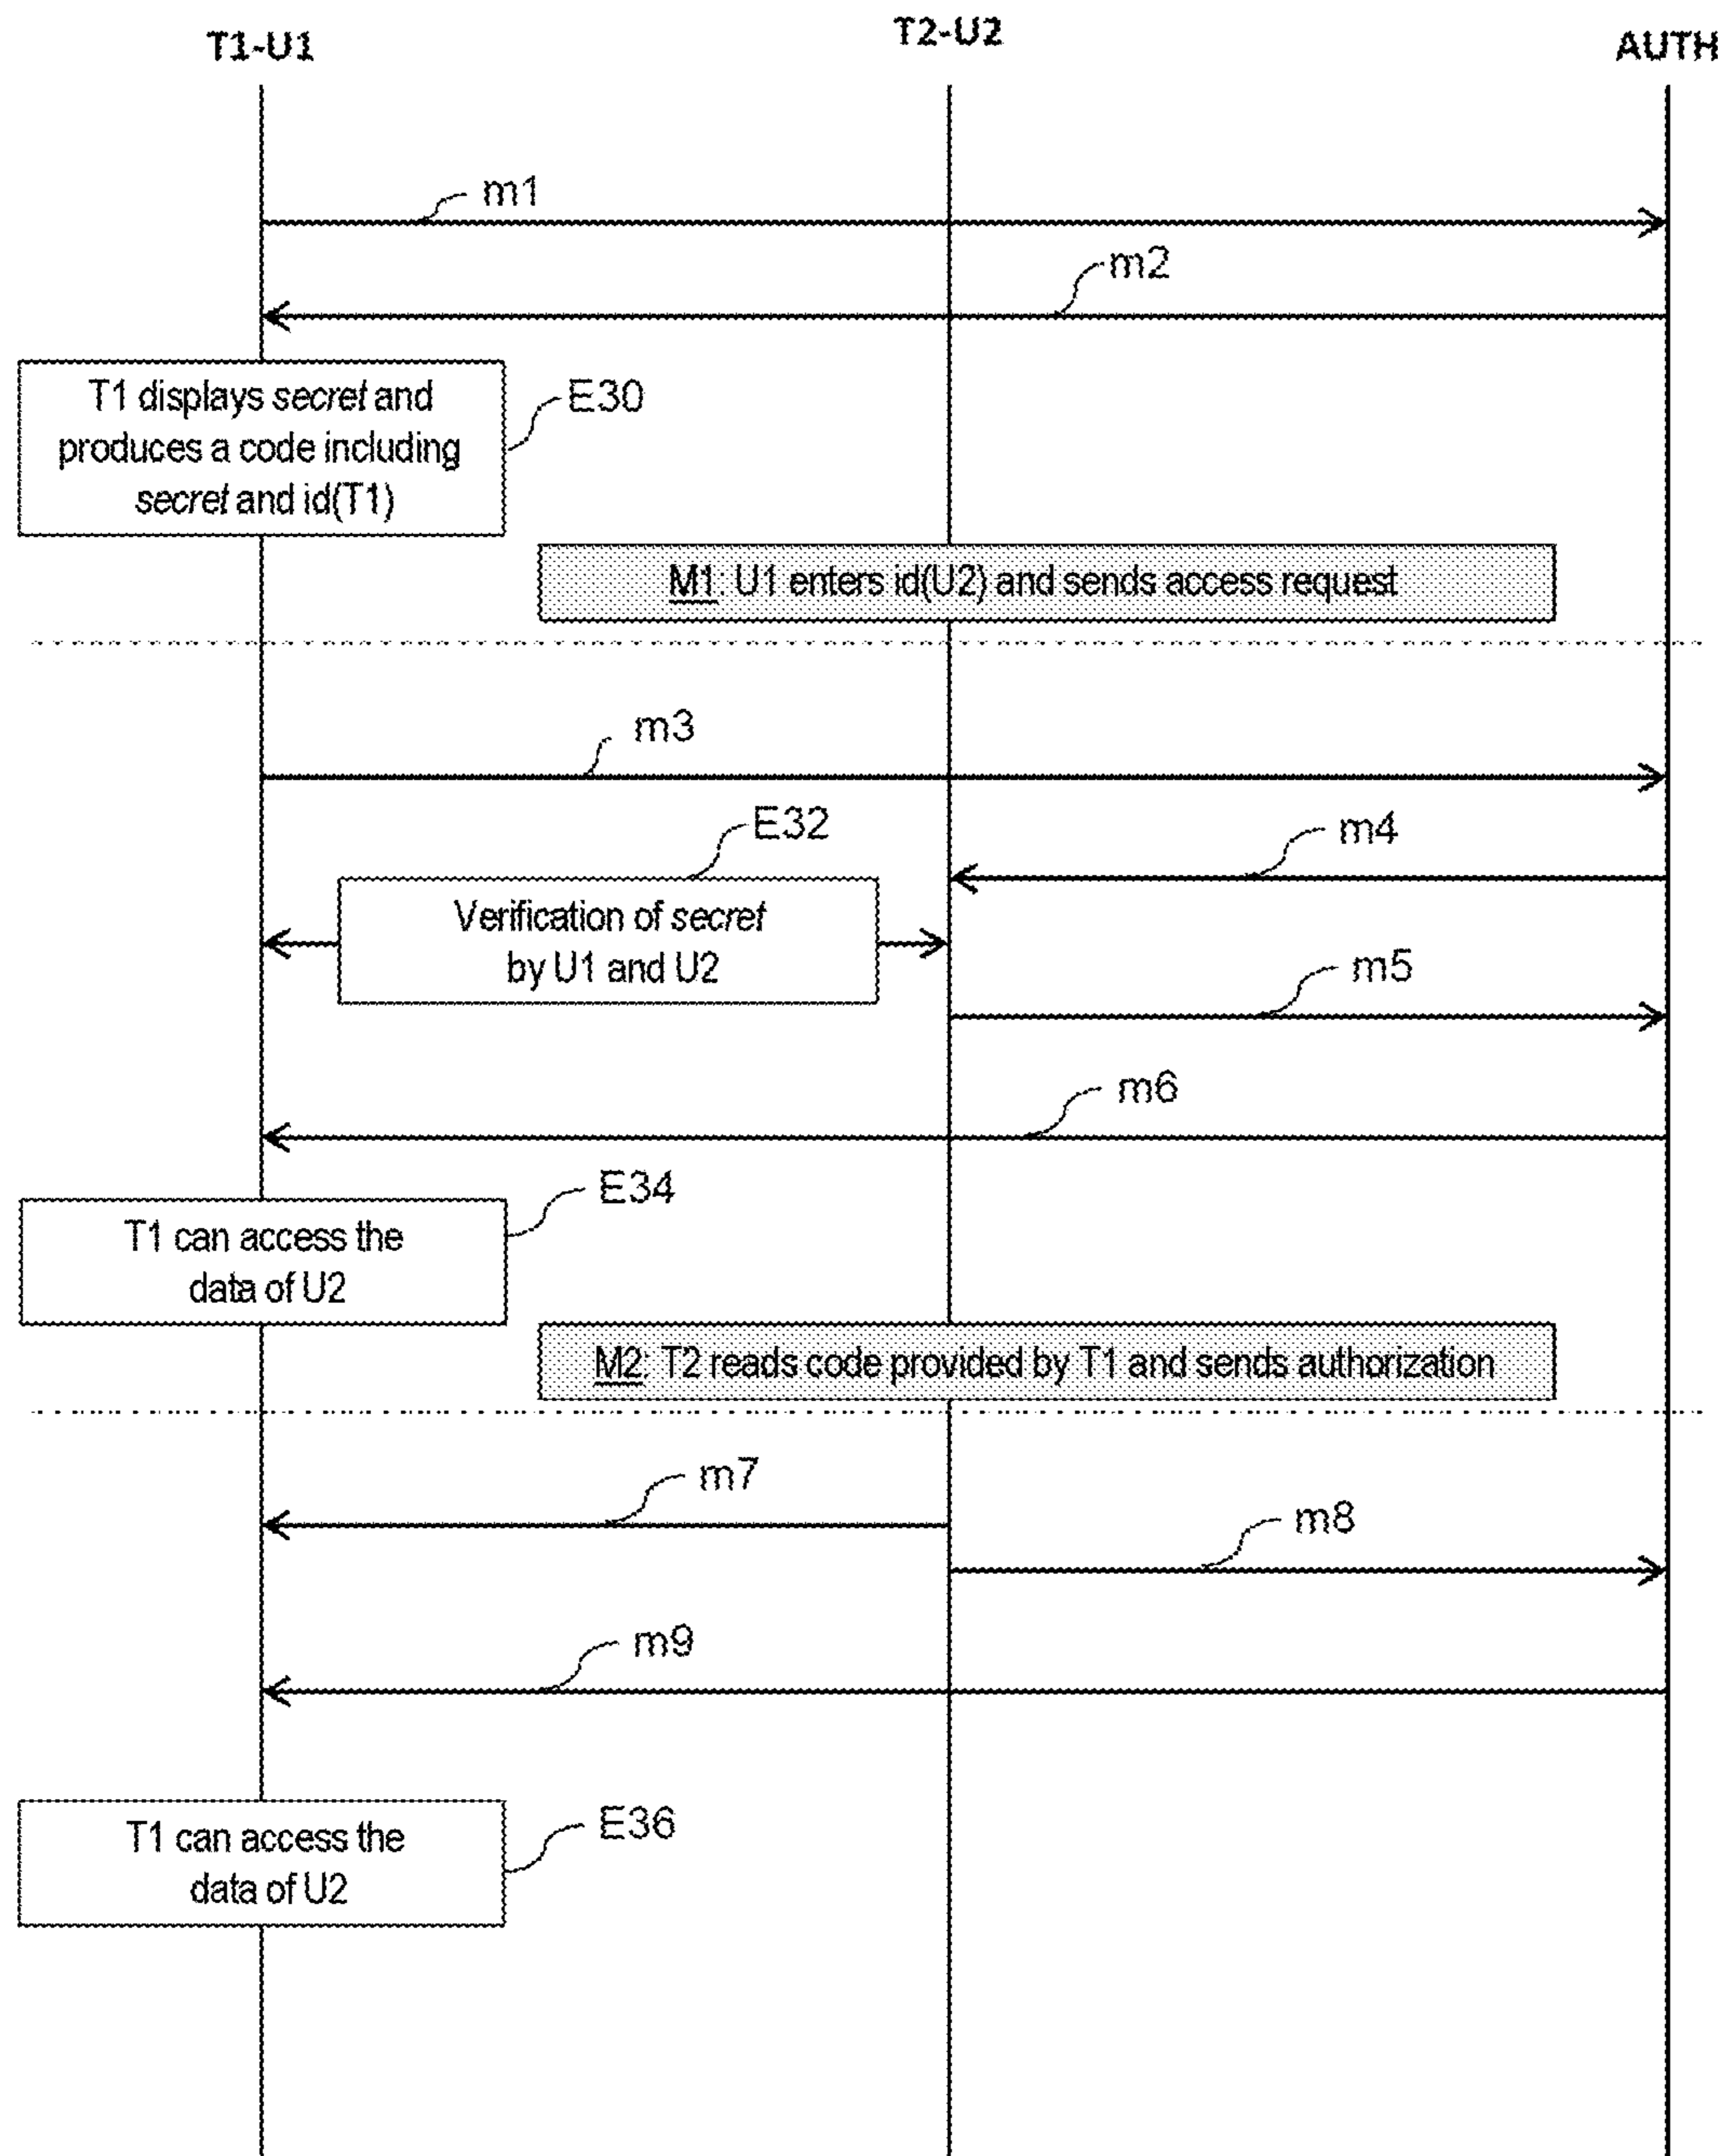 T1-U1
T2-U2
AUTH
m1
m2
T1 displays secret and
produces a code including
secret and id(T1)
E30
M1: U1 enters id(U2) and sends access request
m3
E32
m4
Verification of secret
by U1 and U2
m5
m6
E34
T1 can access the
data of U2
M2: T2 reads code provided by T1 and sends authorization
m7
m8
m9
T1 can access the
data of U2
E36